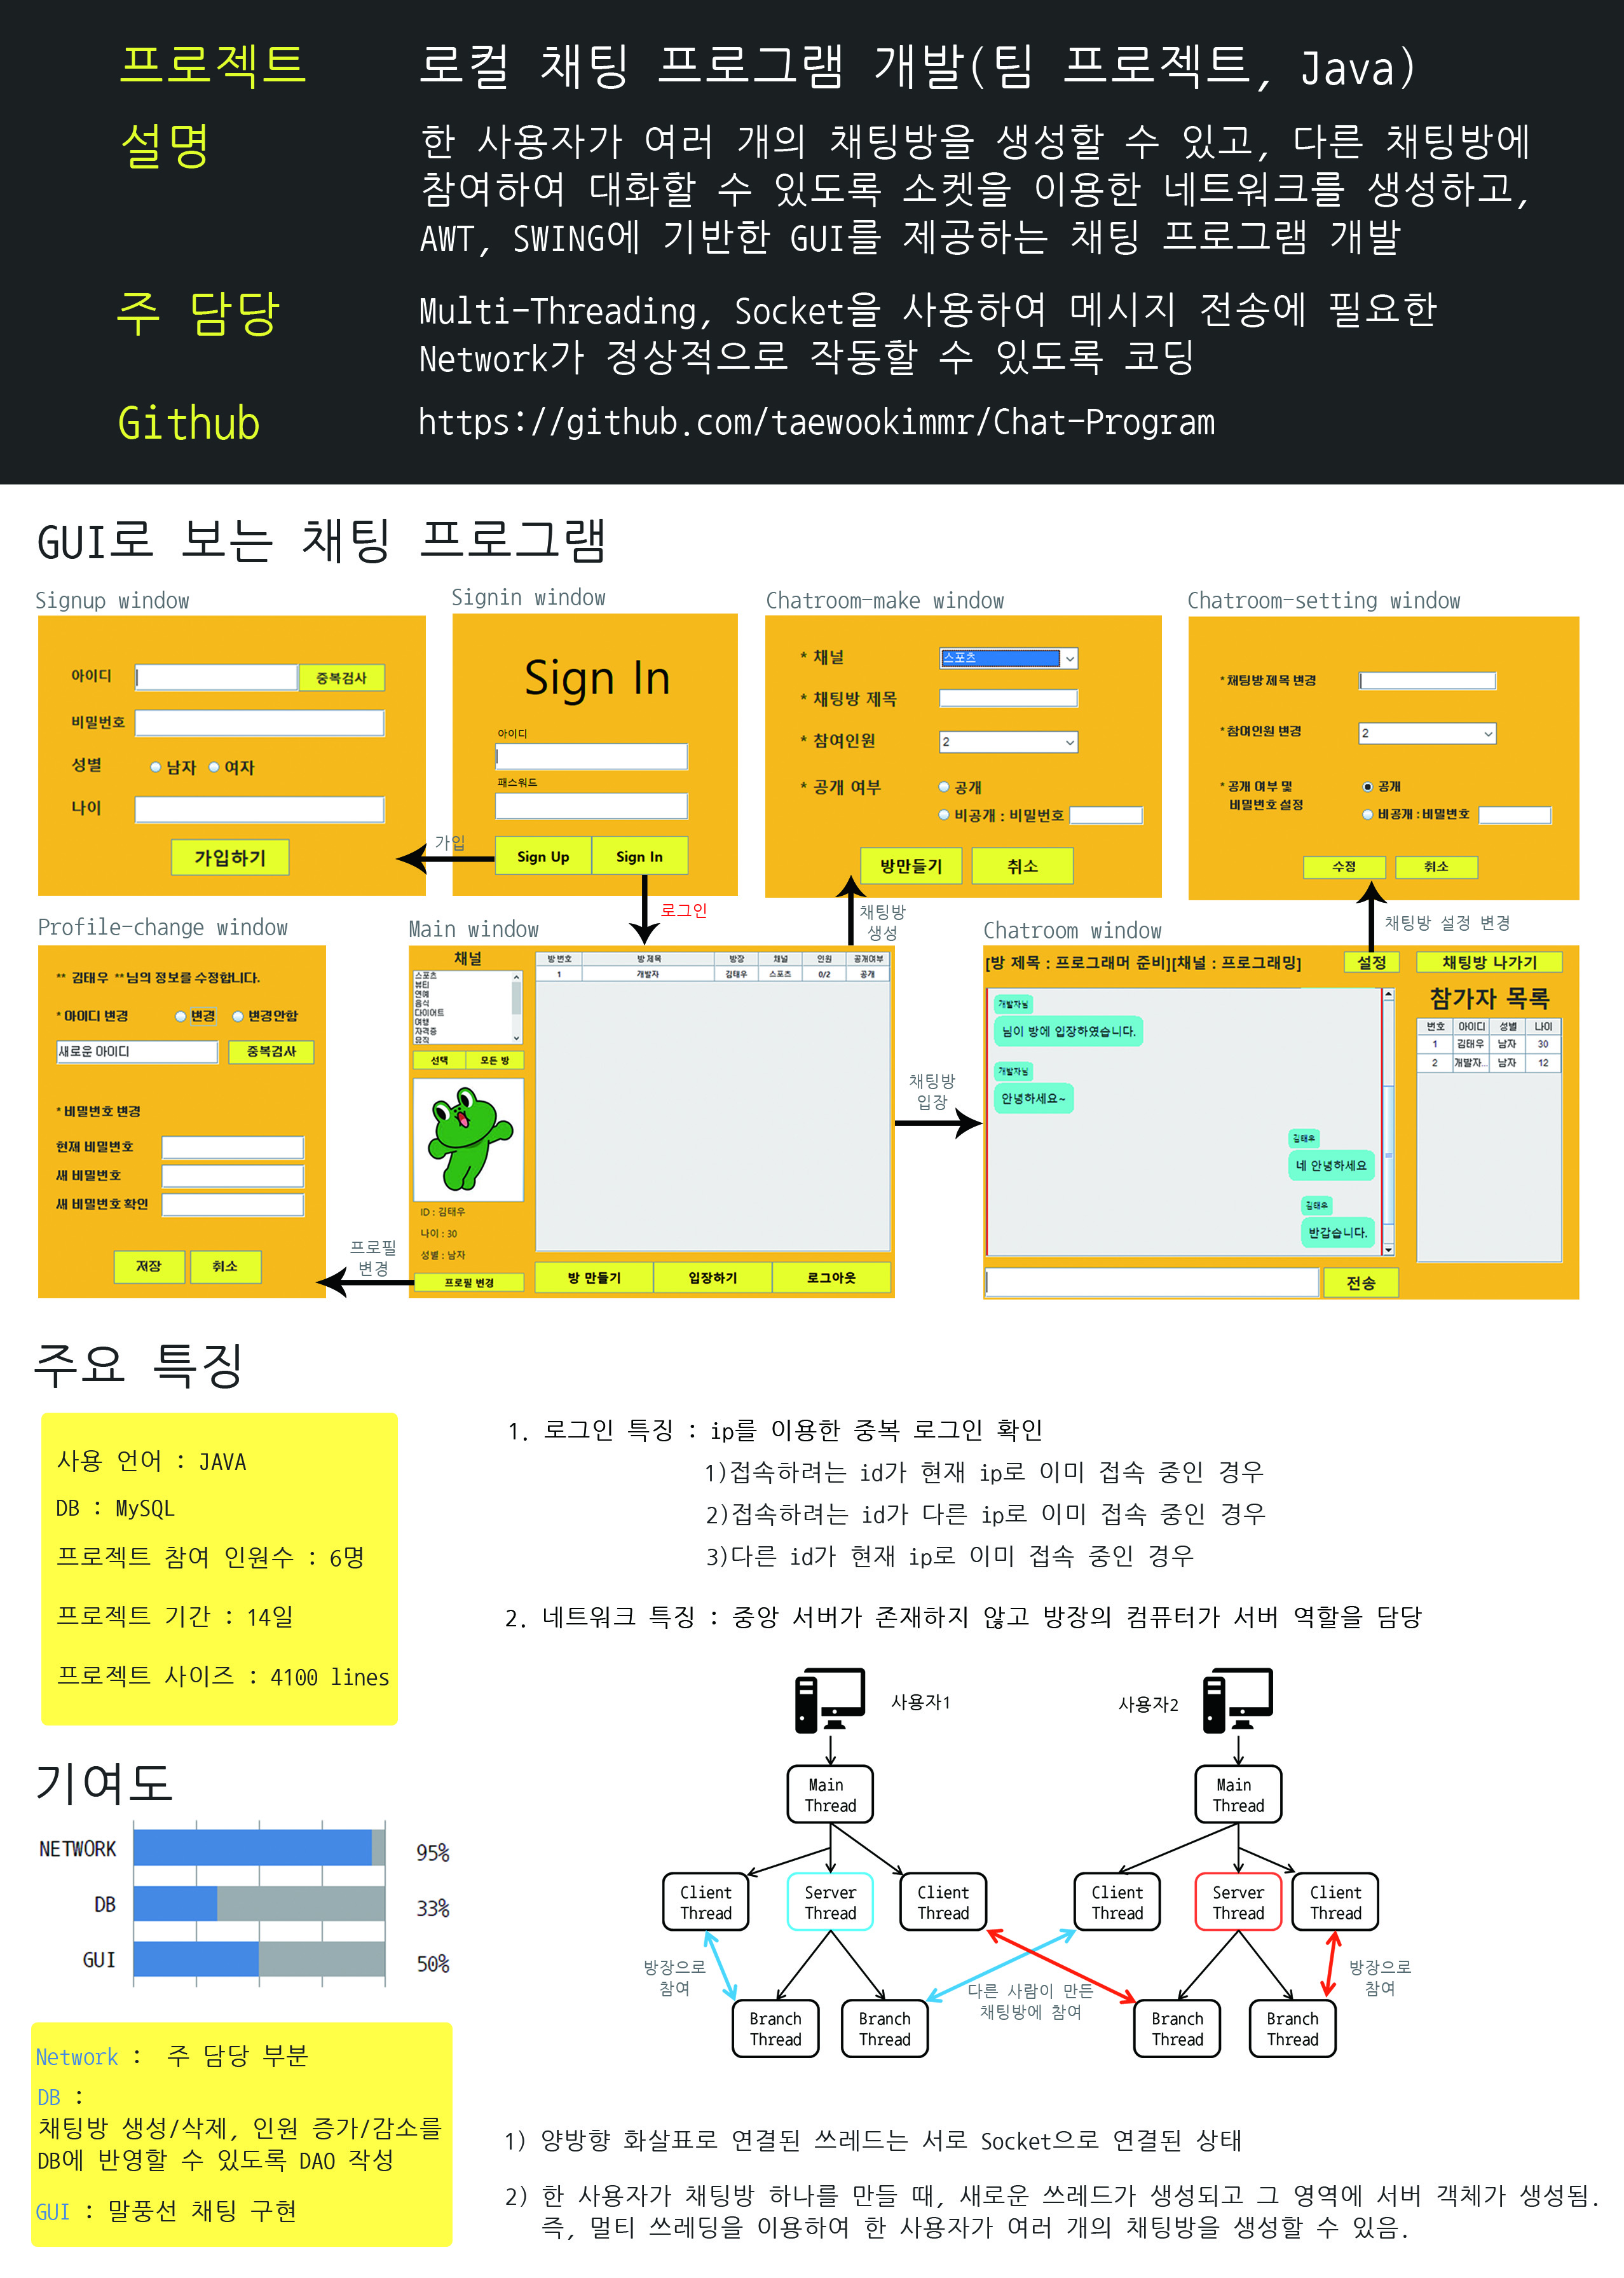 프로젝트 로컬 채팅 프로그램 개발(팀 프로젝트, Java)
설명 한 사용자가 여러 개의 채팅방을 생성할 수 있고, 다른 채팅방에
참여하여 대화할 수 있도록 소켓을 이용한 네트워크를 생성하고,
AWT, SWING에 기반한 GUI를 제공하는 채팅 프로그램 개발
주 담당 Multi-Threading, Socket을 사용하여 메시지 전송에 필요한
Network가 정상적으로 작동할 수 있도록 코딩
Github https://github.com/taewookimmr/Chat-Program
GUI로 보는 채팅 프로그램
Signup window
아이디 중복검사
비밀번호
성별 남자 여자
나이
가입하기
가입
Signin window
Sign In
아이디
패스워드
Sign Up Sign In
로그인
Chatroom-make window
* 채널 스포츠
* 채팅방 제목
* 참여인원 2
* 공개 여부 공개
비공개 : 비밀번호
방만들기 취소
채팅방
생성
Chatroom-setting window
* 채팅방 제목 변경
* 참여인원 변경 2
* 공개 여부 및 공개
비밀번호 설정 비공개 : 비밀번호
수정 취소
채팅방 설정 변경
Profile-change window
** 김태우 **님의 정보를 수정합니다.
* 아이디 변경 변경 변경안함
새로운 아이디 중복검사
* 비밀번호 변경
현재 비밀번호
새 비밀번호
새 비밀번호 확인
저장 취소
프로필
변경
Main window
채널
스포츠
뷰티
연예
음식
다이어트
여행
자격증
음악
선택 모든 방
ID : 김태우
나이 : 30
성별 : 남자
프로필 변경
방 번호 방 제목 방장 채널 인원 공개여부
1 개발자 김태우 스포츠 0/2 공개
방 만들기 입장하기 로그아웃
채팅방
입장
Chatroom window
[방 제목 : 프로그래머 준비][채널 : 프로그래밍] 설정 채팅방 나가기
개발자님
님이 방에 입장하였습니다.
개발자님
안녕하세요~
김태우
네 안녕하세요
김태우
반갑습니다.
전송
참가자 목록
번호 아이디 성별 나이
1 김태우 남자 30
2 개발자... 남자 12
주요 특징
사용 언어 : JAVA
DB : MySQL
프로젝트 참여 인원수 : 6명
프로젝트 기간 : 14일
프로젝트 사이즈 : 4100 lines
기여도
NETWORK 95%
DB 33%
GUI 50%
Network : 주 담당 부분
DB :
채팅방 생성/삭제, 인원 증가/감소를
DB에 반영할 수 있도록 DAO 작성
GUI : 말풍선 채팅 구현
1. 로그인 특징 : ip를 이용한 중복 로그인 확인
1)접속하려는 id가 현재 ip로 이미 접속 중인 경우
2)접속하려는 id가 다른 ip로 이미 접속 중인 경우
3)다른 id가 현재 ip로 이미 접속 중인 경우
2. 네트워크 특징 : 중앙 서버가 존재하지 않고 방장의 컴퓨터가 서버 역할을 담당
사용자1 사용자2
Main Main
Thread Thread
Client Server Client Client Server Client
Thread Thread Thread Thread Thread Thread
방장으로 다른 사람이 만든 방장으로
참여 채팅방에 참여 참여
Branch Branch Branch Branch
Thread Thread Thread Thread
1) 양방향 화살표로 연결된 쓰레드는 서로 Socket으로 연결된 상태
2) 한 사용자가 채팅방 하나를 만들 때, 새로운 쓰레드가 생성되고 그 영역에 서버 객체가 생성됨.
즉, 멀티 쓰레딩을 이용하여 한 사용자가 여러 개의 채팅방을 생성할 수 있음.